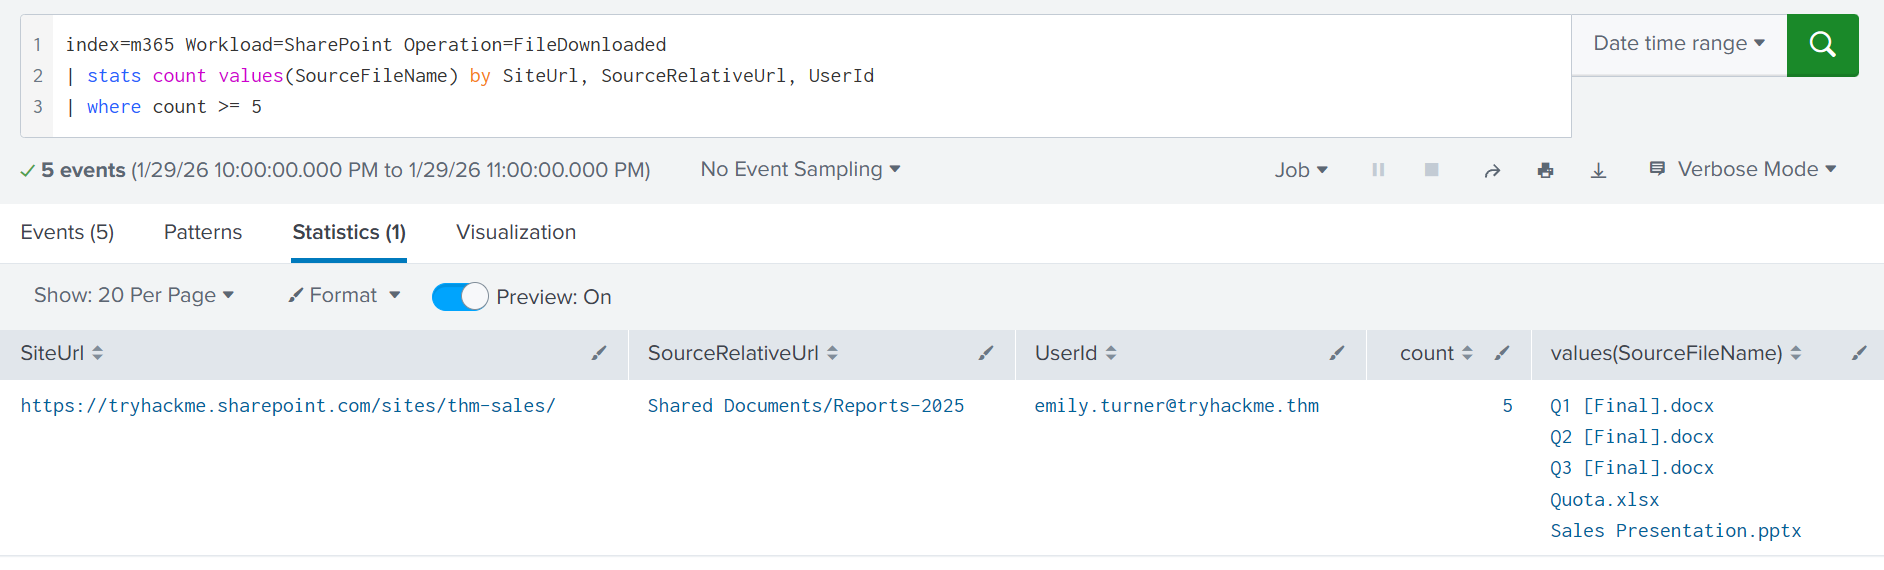 1 index=m365 Workload=SharePoint Operation=FileDownloaded
2 | stats count values(SourceFileName) by SiteUrl, SourceRelativeUrl, UserId
3 | where count >= 5
Date time range
5 events (1/29/26 10:00:00.000 PM to 1/29/26 11:00:00.000 PM)
No Event Sampling
Job
Verbose Mode
Events (5)
Patterns
Statistics (1)
Visualization
Show: 20 Per Page
Format
Preview: On
SiteUrl
SourceRelativeUrl
UserId
count
values(SourceFileName)
https://tryhackme.sharepoint.com/sites/thm-sales/
Shared Documents/Reports-2025
emily.turner@tryhackme.thm
5
Q1 [Final].docx
Q2 [Final].docx
Q3 [Final].docx
Quota.xlsx
Sales Presentation.pptx